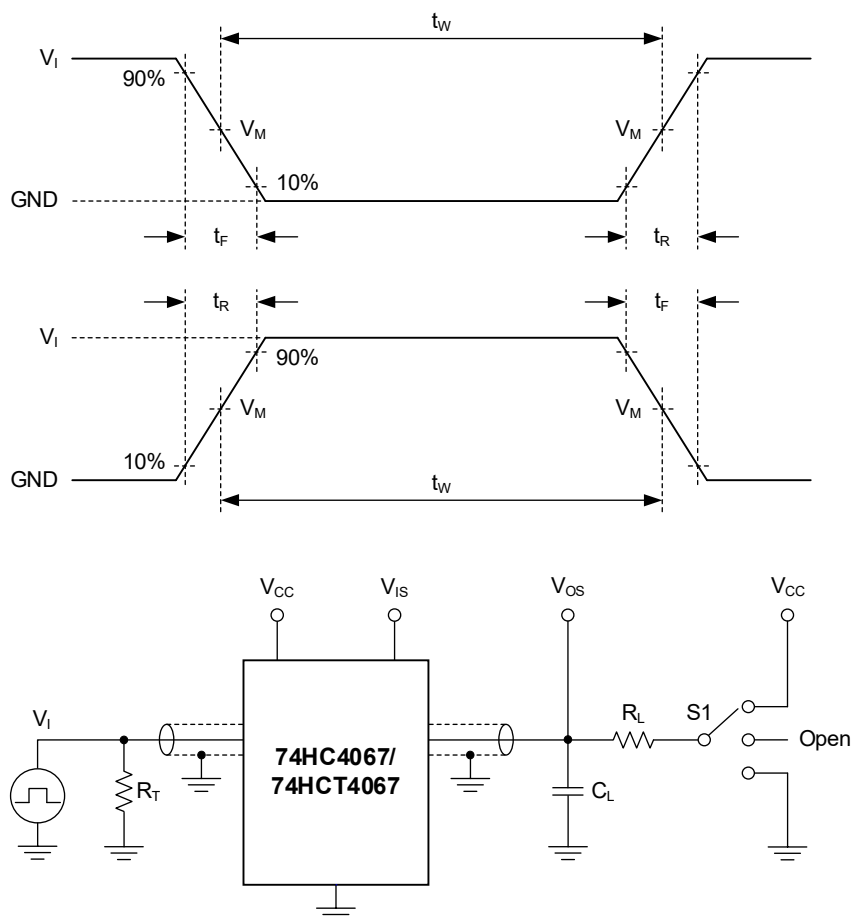 t_W
V_I
90%
V_M
V_M
10%
GND
t_F
t_R
t_R
t_F
V_I
90%
V_M
V_M
10%
GND
t_W
V_CC
V_IS
V_OS
V_CC
V_I
R_L
S1
74HC4067/
74HCT4067
Open
R_T
C_L